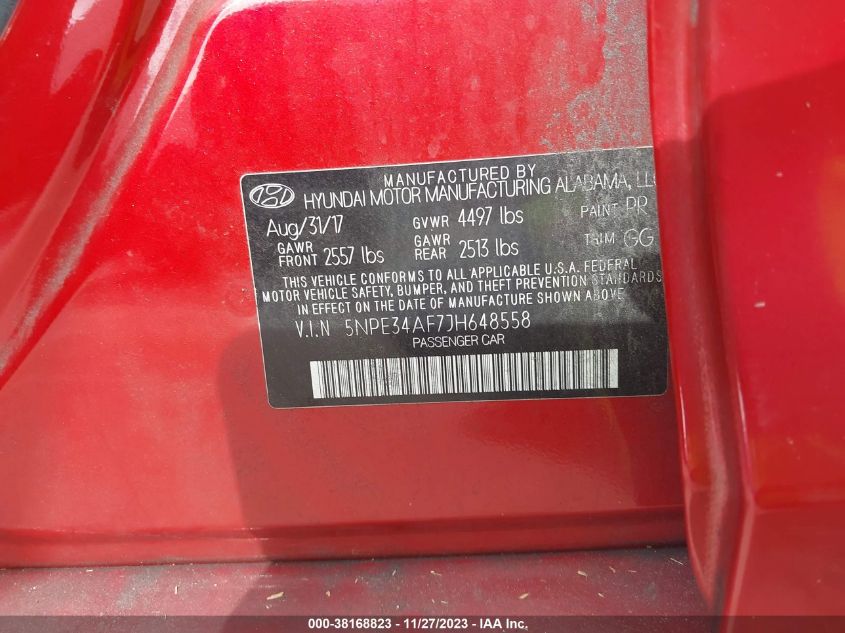 MANUFACTURED BY
HYUNDAI MOTOR MANUFACTURING ALABAMA, LLC
Aug/31/17 GVWR 4497 lbs PAINT PR
GAWR FRONT 2557 lbs GAWR REAR 2513 lbs TRIM GG
THIS VEHICLE CONFORMS TO ALL APPLICABLE U.S.A. FEDERAL
MOTOR VEHICLE SAFETY, BUMPER, AND THEFT PREVENTION STANDARDS
IN EFFECT ON THE DATE OF MANUFACTURE SHOWN ABOVE.
V.I.N 5NPE34AF7JH648558
PASSENGER CAR
000-38168823 - 11/27/2023 - IAA, Inc.